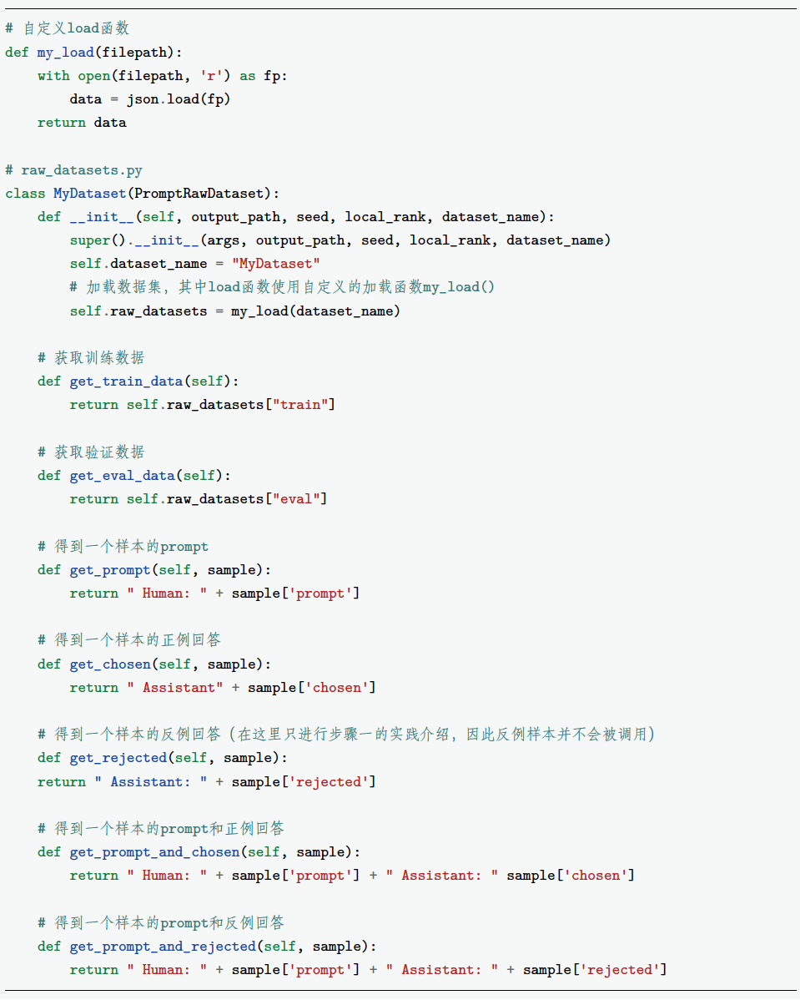 # 自定义load函数
def my_load(filepath):
    with open(filepath, 'r') as fp:
        data = json.load(fp)
    return data

# raw_datasets.py
class MyDataset(PromptRawDataset):
    def __init__(self, output_path, seed, local_rank, dataset_name):
        super().__init__(args, output_path, seed, local_rank, dataset_name)
        self.dataset_name = "MyDataset"
        # 加载数据集，其中load函数使用自定义的加载函数my_load()
        self.raw_datasets = my_load(dataset_name)

    # 获取训练数据
    def get_train_data(self):
        return self.raw_datasets["train"]

    # 获取验证数据
    def get_eval_data(self):
        return self.raw_datasets["eval"]

    # 得到一个样本的prompt
    def get_prompt(self, sample):
        return " Human: " + sample['prompt']

    # 得到一个样本的正例回答
    def get_chosen(self, sample):
        return " Assistant" + sample['chosen']

    # 得到一个样本的反例回答（在这里只进行步骤一的实践介绍，因此反例样本并不会被调用）
    def get_rejected(self, sample):
    return " Assistant: " + sample['rejected']

    # 得到一个样本的prompt和正例回答
    def get_prompt_and_chosen(self, sample):
        return " Human: " + sample['prompt'] + " Assistant: " sample['chosen']

    # 得到一个样本的prompt和反例回答
    def get_prompt_and_rejected(self, sample):
        return " Human: " + sample['prompt'] + " Assistant: " + sample['rejected']